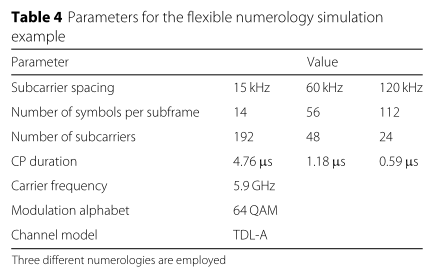 Table 4 Parameters for the flexible numerology simulation
example
Parameter Value
Subcarrier spacing 15 kHz 60 kHz 120 kHz
Number of symbols per subframe 14 56 112
Number of subcarriers 192 48 24
CP duration 4.76 μs 1.18 μs 0.59 μs
Carrier frequency 5.9 GHz
Modulation alphabet 64 QAM
Channel model TDL-A
Three different numerologies are employed